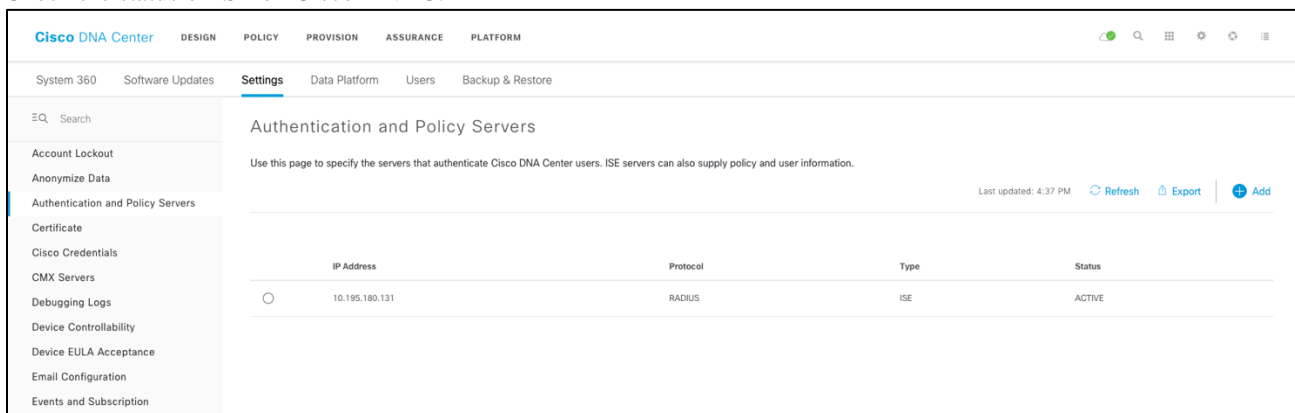 Cisco DNA Center DESIGN POLICY PROVISION ASSURANCE PLATFORM
System 360 Software Updates Settings Data Platform Users Backup & Restore
Search
Authentication and Policy Servers
Account Lockout
Use this page to specify the servers that authenticate Cisco DNA Center users. ISE servers can also supply policy and user information.
Anonymize Data
Last updated: 4:37 PM Refresh Export Add
Authentication and Policy Servers
Certificate
Cisco Credentials
IP Address Protocol Type Status
CMX Servers
10.195.180.131 RADIUS ISE ACTIVE
Debugging Logs
Device Controllability
Device EULA Acceptance
Email Configuration
Events and Subscription